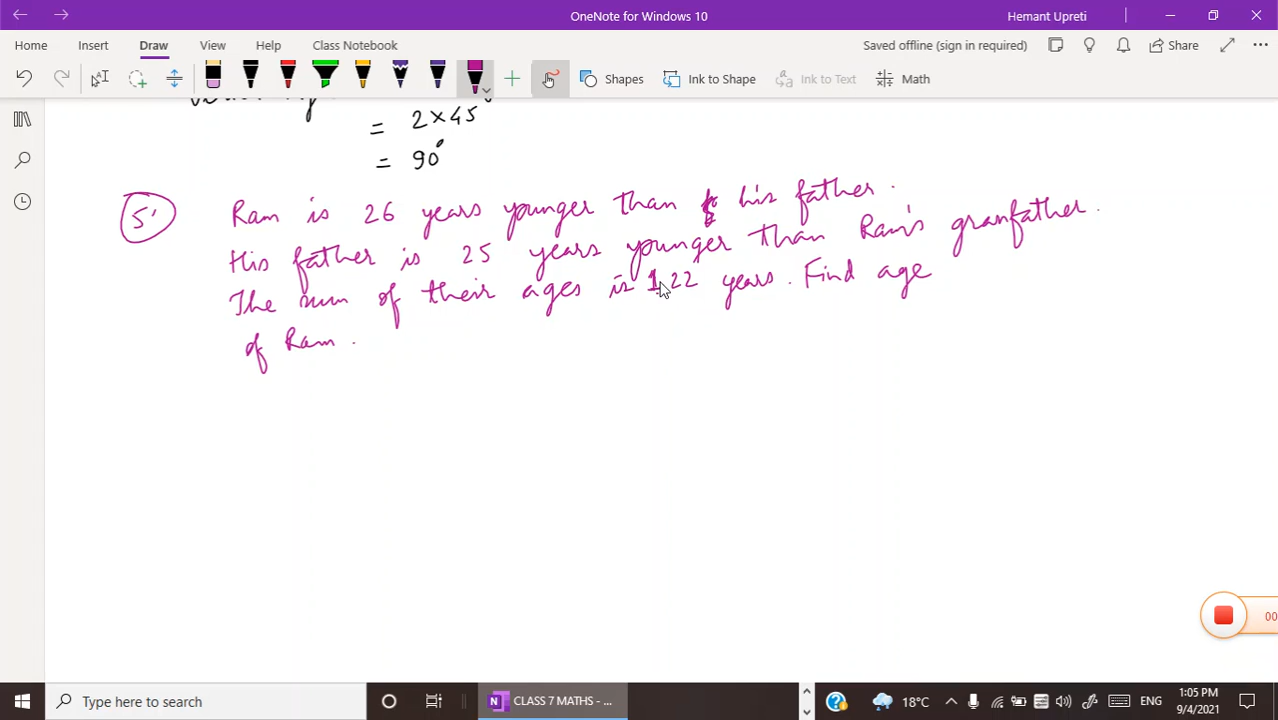 OneNote for Windows 10
Hemant Upreti
Home Insert Draw View Help Class Notebook
Saved offline (sign in required)
Share
Shapes
Ink to Shape
Ink to Text
Math
= 2×45°
= 90°
5' Ram is 26 years younger than his father.
His father is 25 years younger than Ram's granfather.
The sum of their ages is 122 years. Find age
of Ram.
00
Type here to search
CLASS 7 MATHS - ...
18°C
ENG
1:05 PM
9/4/2021